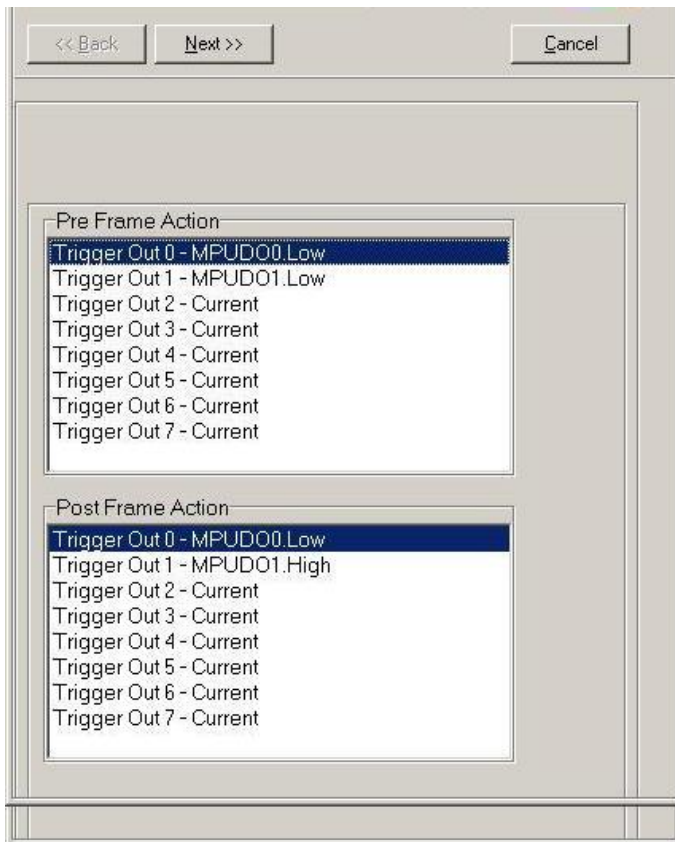 << Back
Next >>
Cancel
Pre Frame Action
Trigger Out 0 - MPUDO0.Low
Trigger Out 1 - MPUDO1.Low
Trigger Out 2 - Current
Trigger Out 3 - Current
Trigger Out 4 - Current
Trigger Out 5 - Current
Trigger Out 6 - Current
Trigger Out 7 - Current
Post Frame Action
Trigger Out 0 - MPUDO0.Low
Trigger Out 1 - MPUDO1.High
Trigger Out 2 - Current
Trigger Out 3 - Current
Trigger Out 4 - Current
Trigger Out 5 - Current
Trigger Out 6 - Current
Trigger Out 7 - Current